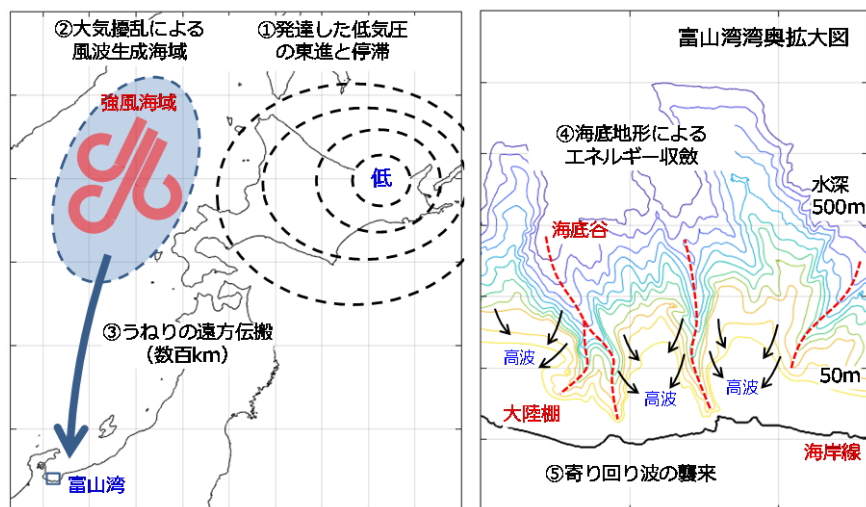 ②大気擾乱による
風波生成海域
①発達した低気圧
の東進と停滞
強風海域
低
③うねりの遠方伝搬
(数百km)
富山湾
富山湾湾奥拡大図
④海底地形による
エネルギー収斂
水深
500m
海底谷
高波
高波
高波
50m
大陸棚
海岸線
⑤寄り回り波の襲来